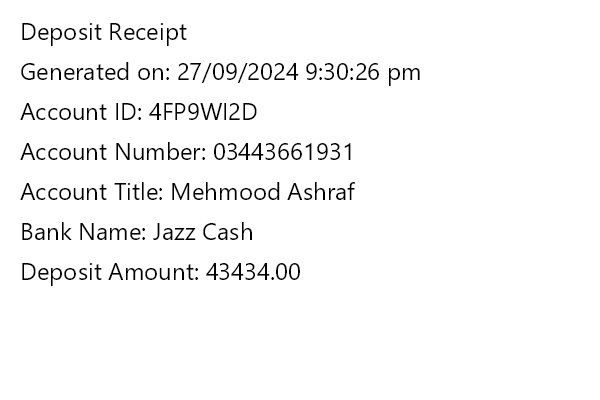 Deposit Receipt
Generated on: 27/09/2024 9:30:26 pm
Account ID: 4FP9WI2D
Account Number: 03443661931
Account Title: Mehmood Ashraf
Bank Name: Jazz Cash
Deposit Amount: 43434.00